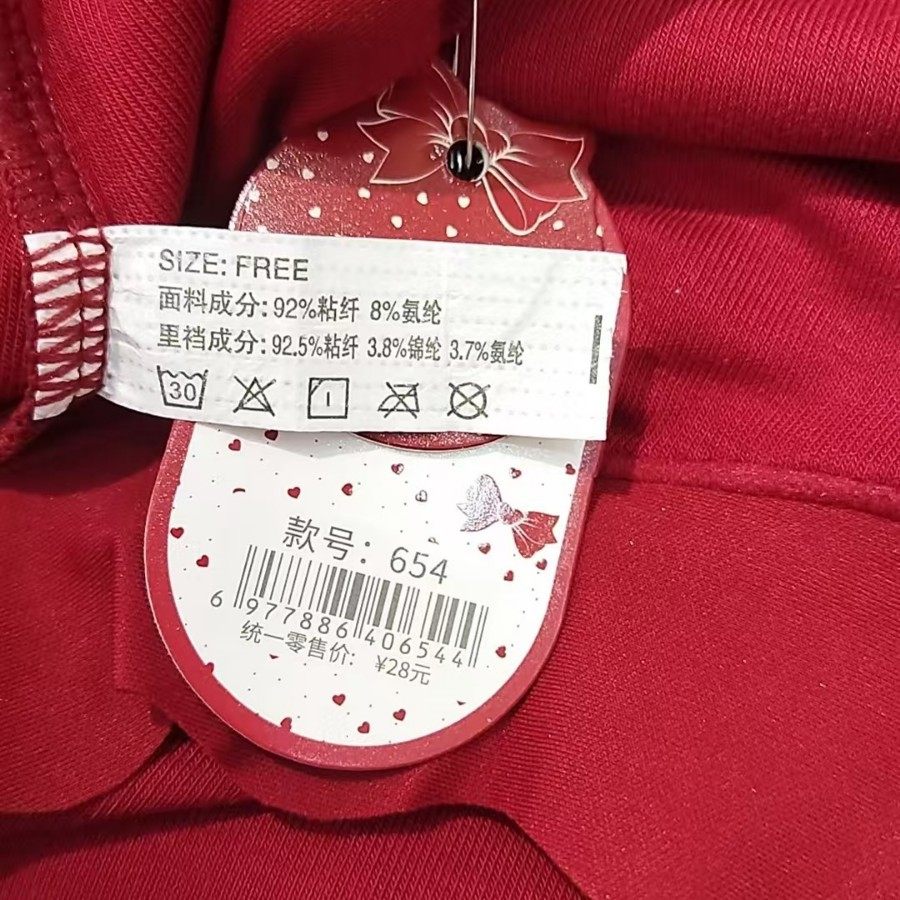 SIZE: FREE
面料成分: 92%粘纤 8%氨纶
里裆成分: 92.5%粘纤 3.8%锦纶 3.7%氨纶
30
款号: 654
6 977886 406544
统一零售价: ¥28元